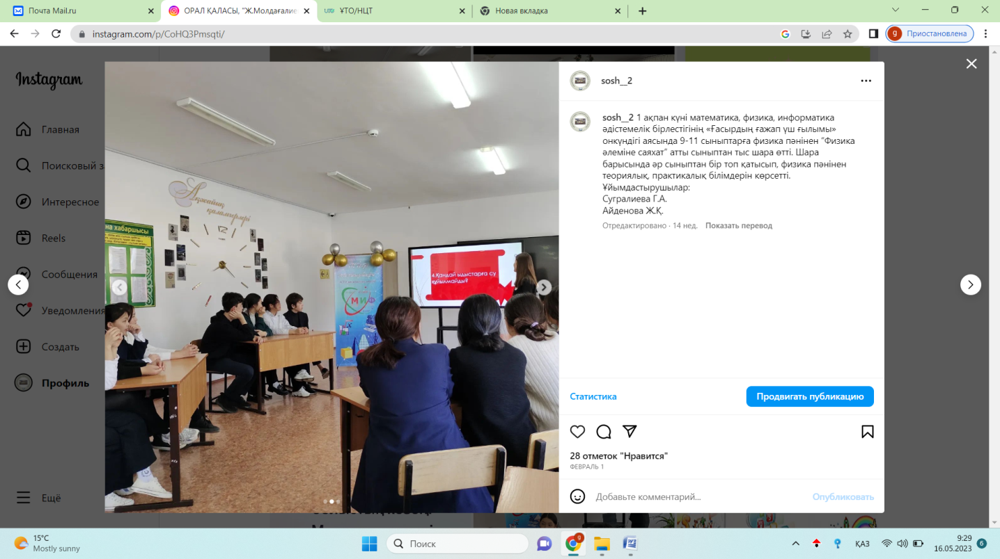 Почта Mail.ru
ОРАЛ ҚАЛАСЫ, "Ж.Молдағалие
ҰТО/НЦТ
Новая вкладка
instagram.com/p/CoHQ3Pmsqti/
Приостановлена
Instagram
Главная
Поисковый за
Интересное
Reels
Сообщения
Уведомления
Создать
Профиль
Ещё
Ақжайық
қаламгерлері
на хабаршысы
МИФ
4.Қандай ыдыстарға су
құйылмайды?
sosh__2
sosh__2 1 ақпан күні математика, физика, информатика
әдістемелік бірлестігінің «Ғасырдың ғажап үш ғылымы»
онкүндігі аясында 9-11 сыныптарға физика пәнінен “Физика
әлеміне саяхат” атты сыныптан тыс шара өтті. Шара
барысында әр сыныптан бір топ қатысып, физика пәнінен
теориялық, практикалық білімдерін көрсетті.
Ұйымдастырушылар:
Сугралиева Г.А.
Айденова Ж.Қ.
Отредактировано · 14 нед. Показать перевод
Статистика
Продвигать публикацию
28 отметок "Нравится"
ФЕВРАЛЬ 1
Добавьте комментарий...
Опубликовать
15°C
Mostly sunny
Поиск
9
ҚАЗ
9:29
16.05.2023
6